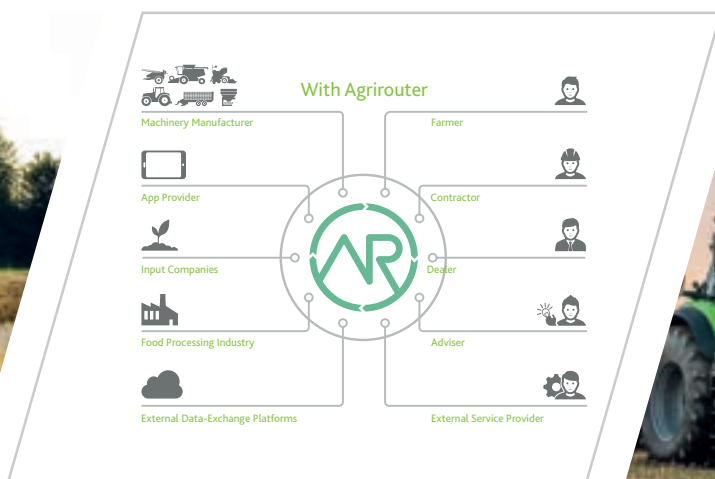 With Agrirouter
Machinery Manufacturer
Farmer
App Provider
Contractor
Input Companies
Dealer
Food Processing Industry
Adviser
External Data-Exchange Platforms
External Service Provider
AR